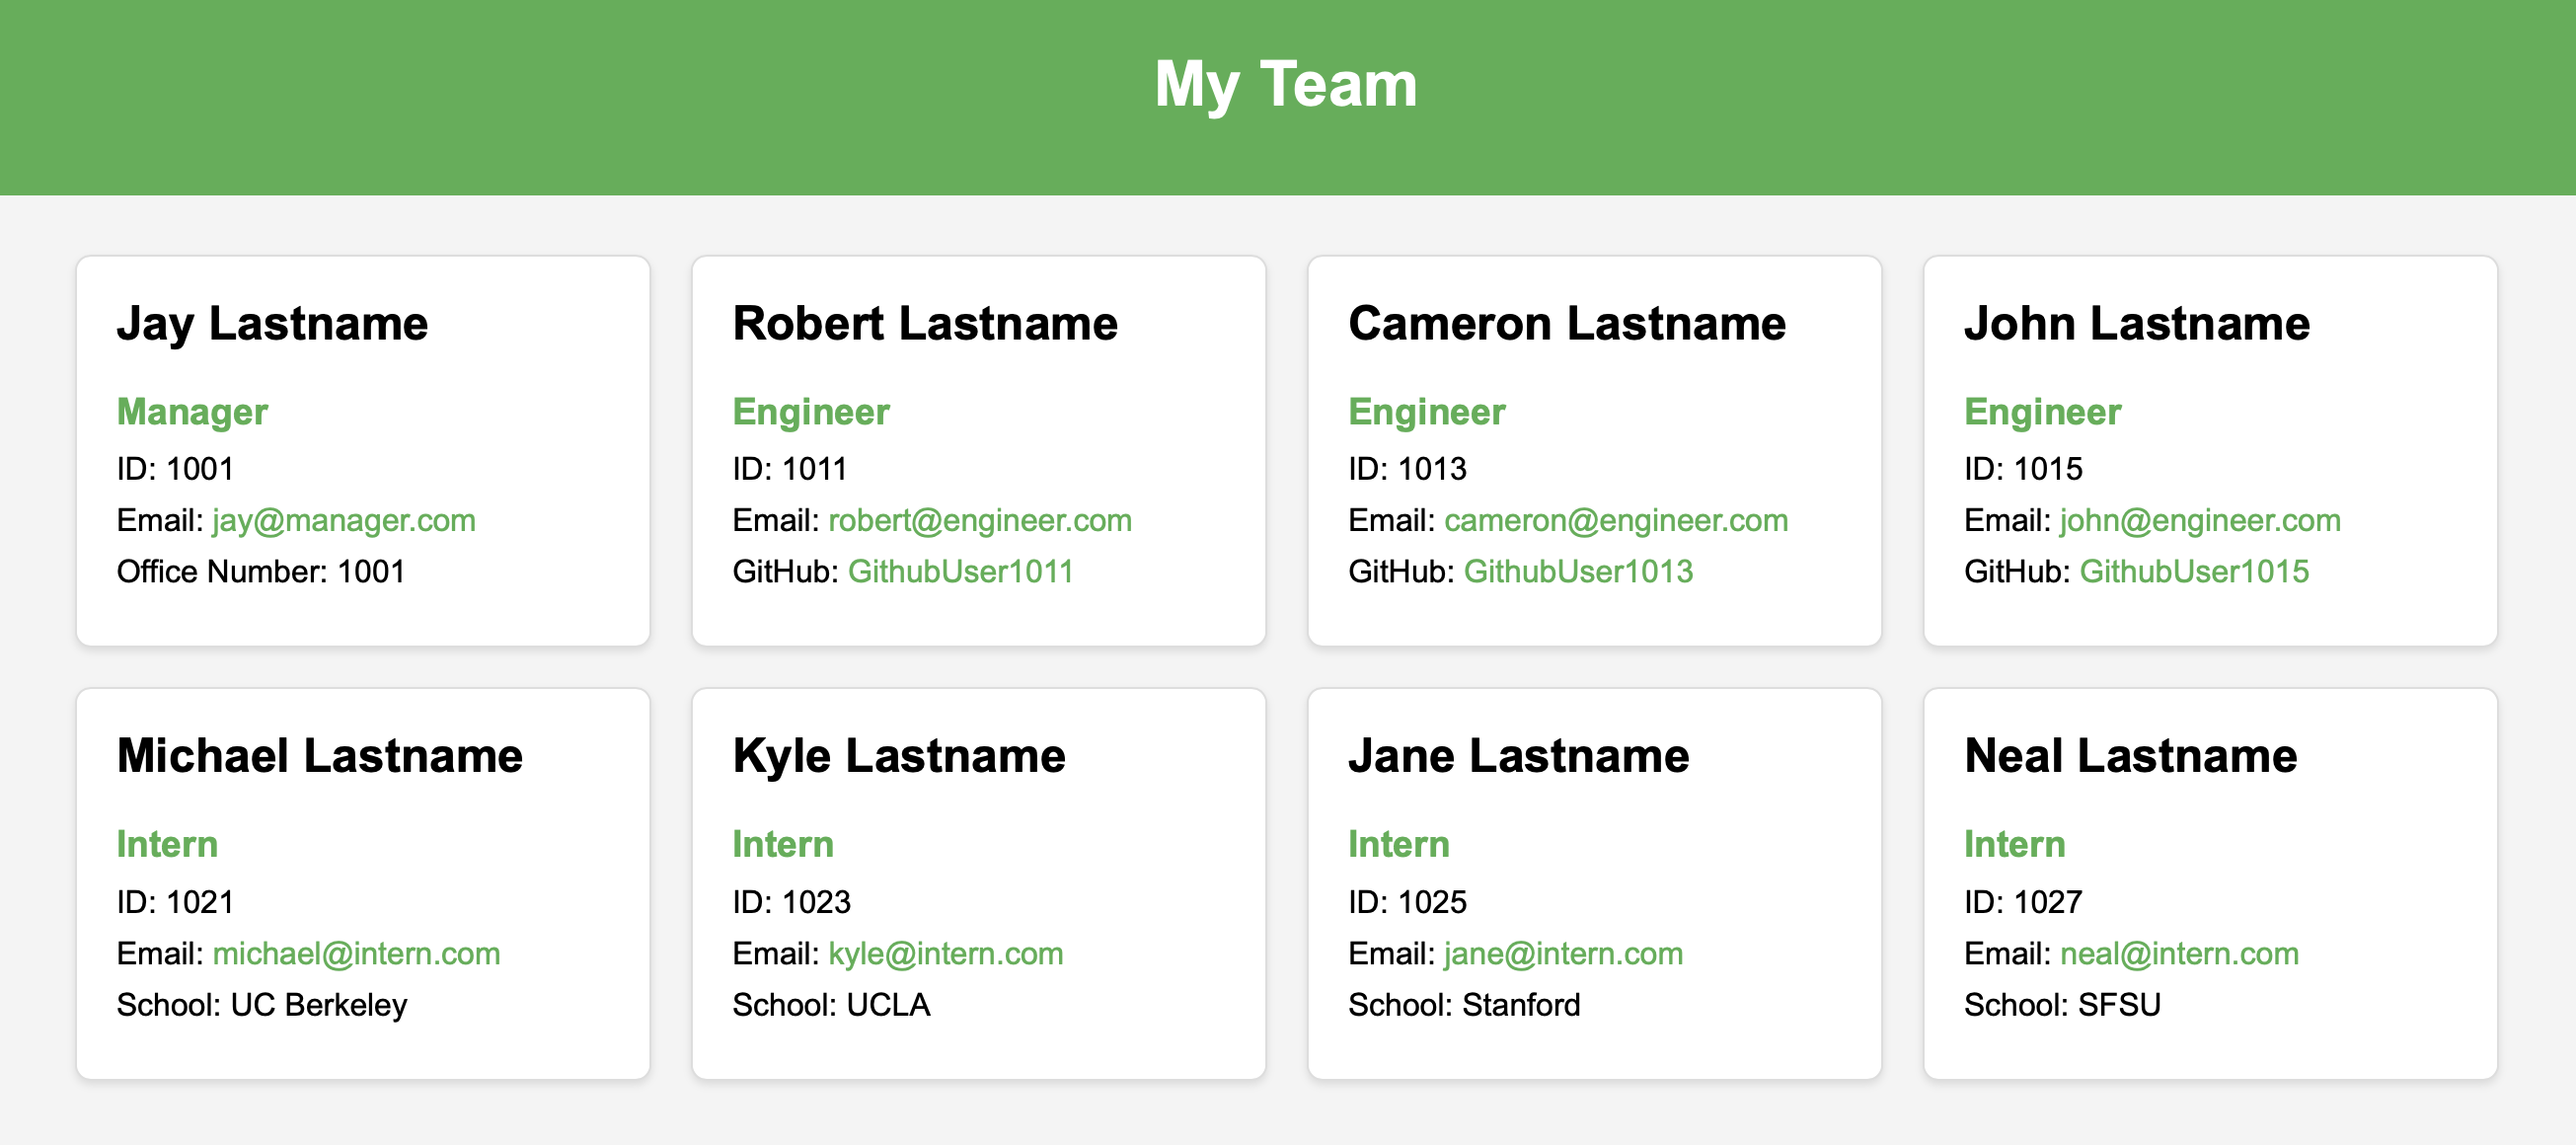 My Team
Jay Lastname
Manager
ID: 1001
Email: jay@manager.com
Office Number: 1001
Robert Lastname
Engineer
ID: 1011
Email: robert@engineer.com
GitHub: GithubUser1011
Cameron Lastname
Engineer
ID: 1013
Email: cameron@engineer.com
GitHub: GithubUser1013
John Lastname
Engineer
ID: 1015
Email: john@engineer.com
GitHub: GithubUser1015
Michael Lastname
Intern
ID: 1021
Email: michael@intern.com
School: UC Berkeley
Kyle Lastname
Intern
ID: 1023
Email: kyle@intern.com
School: UCLA
Jane Lastname
Intern
ID: 1025
Email: jane@intern.com
School: Stanford
Neal Lastname
Intern
ID: 1027
Email: neal@intern.com
School: SFSU